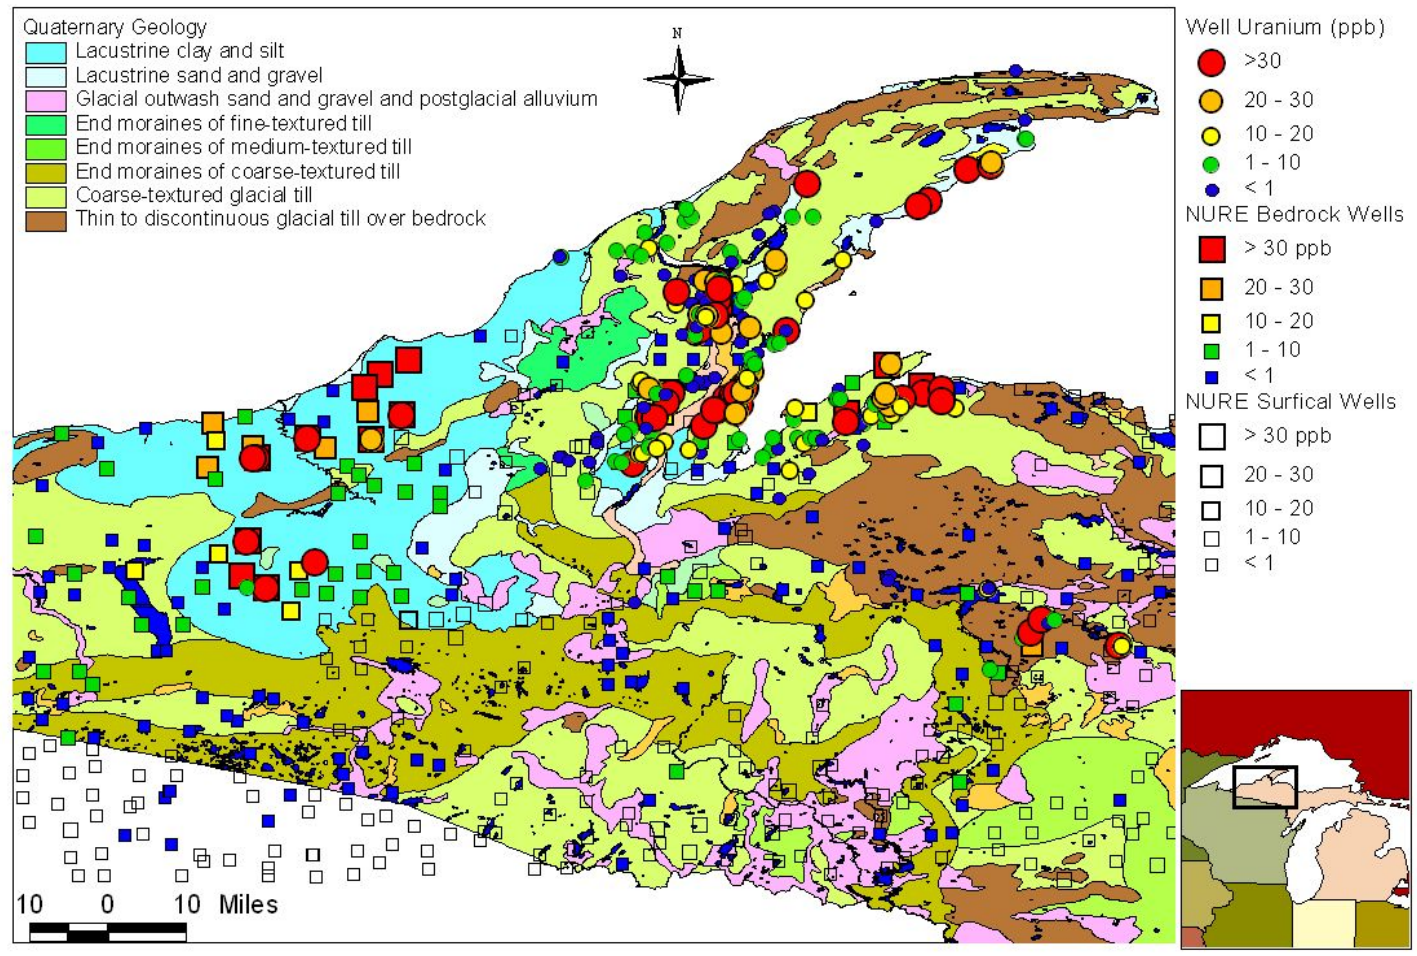 Quaternary Geology
Lacustrine clay and silt
Lacustrine sand and gravel
Glacial outwash sand and gravel and postglacial alluvium
End moraines of fine-textured till
End moraines of medium-textured till
End moraines of coarse-textured till
Coarse-textured glacial till
Thin to discontinuous glacial till over bedrock
N
10 0 10 Miles
Well Uranium (ppb)
>30
20 - 30
10 - 20
1 - 10
< 1
NURE Bedrock Wells
> 30 ppb
20 - 30
10 - 20
1 - 10
< 1
NURE Surfical Wells
> 30 ppb
20 - 30
10 - 20
1 - 10
< 1